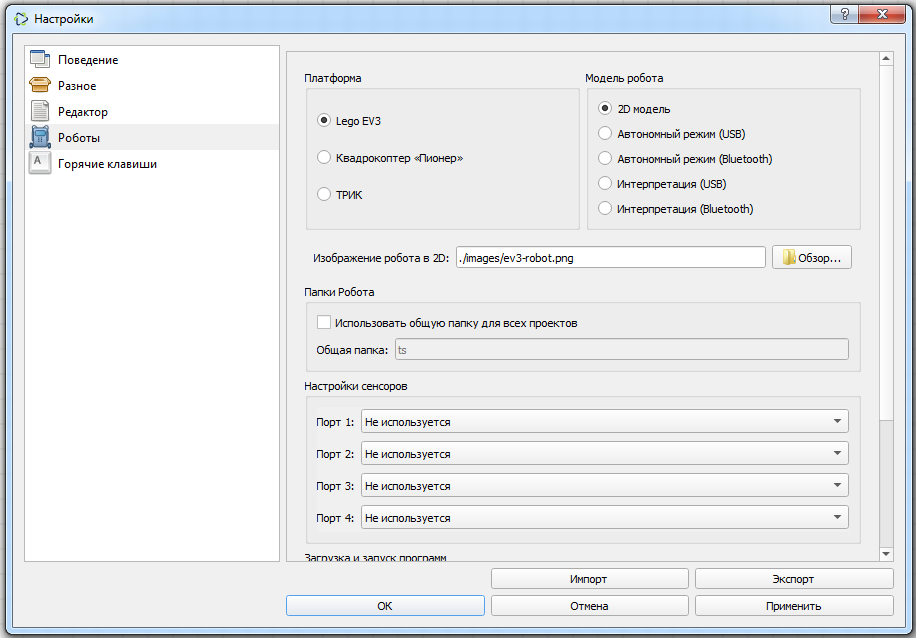 Настройки
?
Поведение
Разное
Редактор
Роботы
A
Горячие клавиши
Платформа
Lego EV3
Квадрокоптер «Пионер»
ТРИК
Модель робота
2D модель
Автономный режим (USB)
Автономный режим (Bluetooth)
Интерпретация (USB)
Интерпретация (Bluetooth)
Изображение робота в 2D: ./images/ev3-robot.png Обзор...
Папки Робота
Использовать общую папку для всех проектов
Общая папка: ts
Настройки сенсоров
Порт 1: Не используется
Порт 2: Не используется
Порт 3: Не используется
Порт 4: Не используется
Загрузка и запуск программ
Импорт Экспорт
ОК Отмена Применить